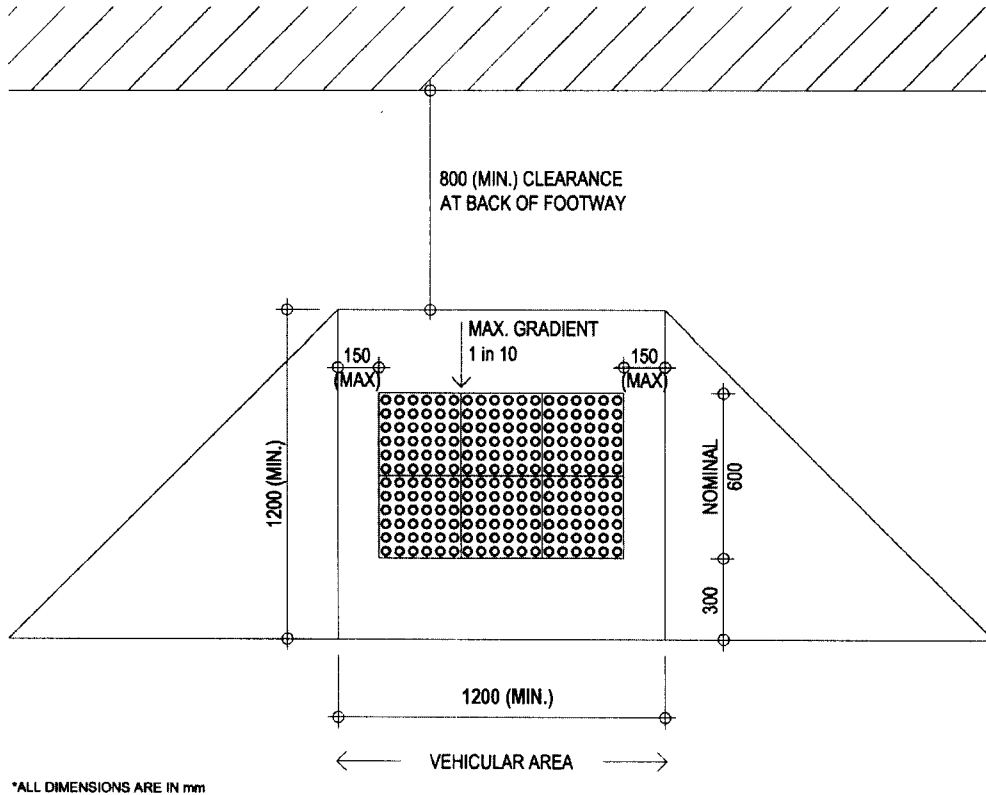 800 (MIN.) CLEARANCE
AT BACK OF FOOTWAY
MAX. GRADIENT
1 in 10
150
(MAX)
150
(MAX)
1200 (MIN.)
NOMINAL
600
300
1200 (MIN.)
VEHICULAR AREA
*ALL DIMENSIONS ARE IN mm